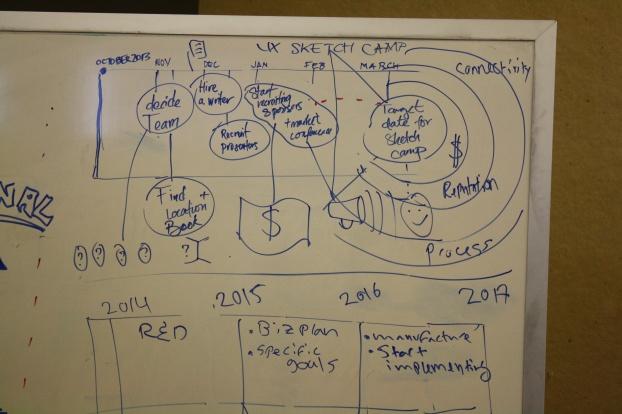 UX SKETCH CAMP
OCTOBER 2013
NOV
DEC
JAN
FEB
MARCH
Connectivity
decide
Team
Hire
a writer
Recruit
presenters
Start
recruiting
sponsors
+ market
conference
Target
date for
Sketch
camp
$
Reputation
Process
Find +
Location
Book
$
? ? ? ?
?
NAL
2014
2015
2016
2017
R&D
• Biz plan
• Specific
goals
• manufacture
• Start
implementing